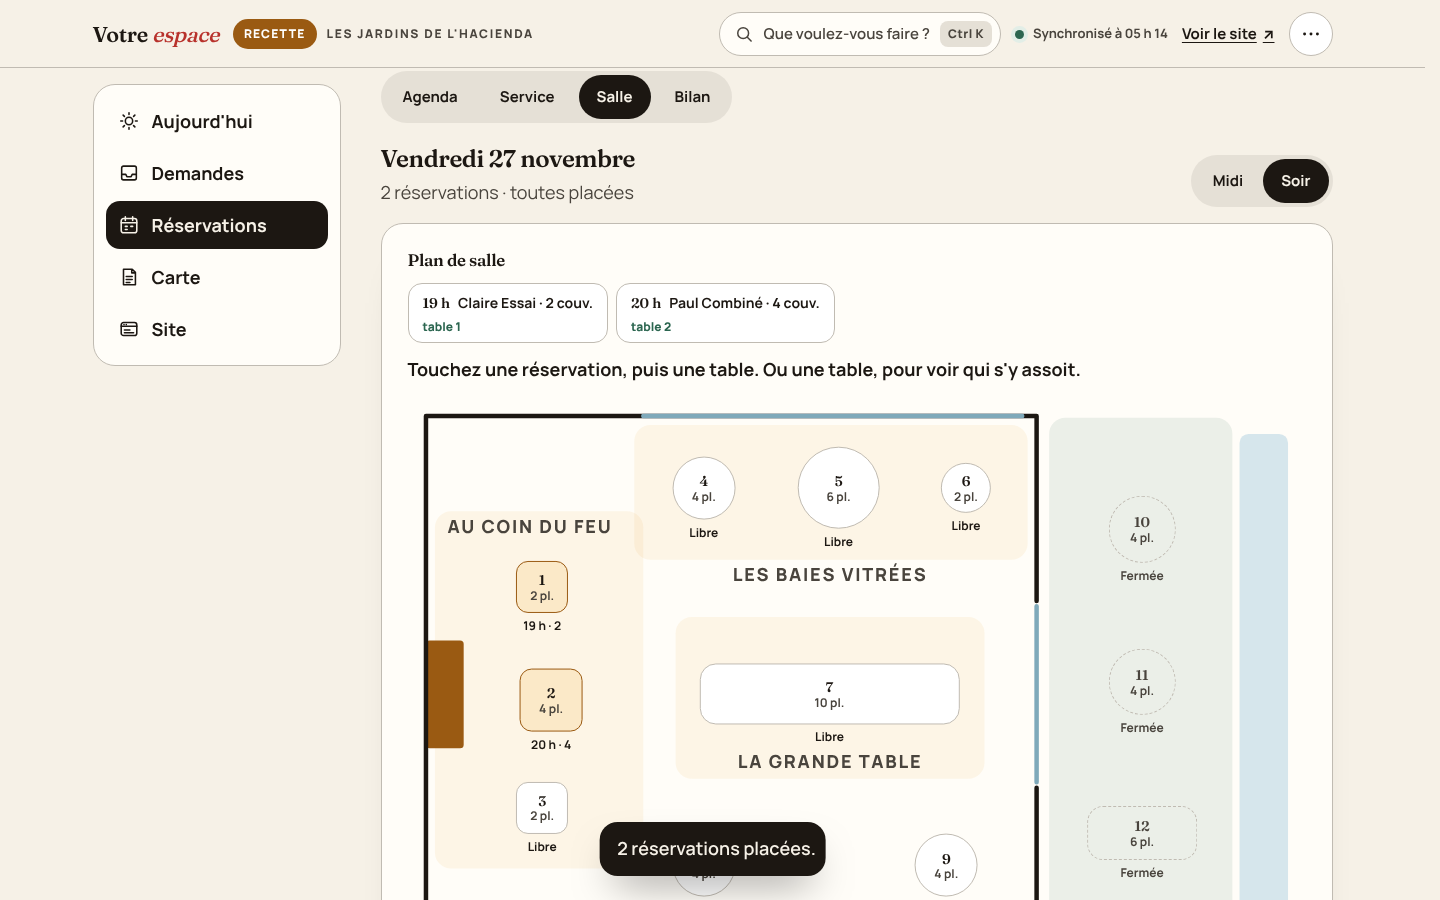 Votre espace
RECETTE
LES JARDINS DE L'HACIENDA
Que voulez-vous faire ?
Ctrl K
Synchronisé à 05 h 14
Voir le site
Aujourd'hui
Demandes
Réservations
Carte
Site
Agenda
Service
Salle
Bilan
Vendredi 27 novembre
2 réservations · toutes placées
Midi
Soir
Plan de salle
19 h Claire Essai · 2 couv.
table 1
20 h Paul Combiné · 4 couv.
table 2
Touchez une réservation, puis une table. Ou une table, pour voir qui s'y assoit.
4
4 pl.
Libre
5
6 pl.
Libre
6
2 pl.
Libre
LES BAIES VITRÉES
AU COIN DU FEU
1
2 pl.
19 h · 2
2
4 pl.
20 h · 4
3
2 pl.
Libre
7
10 pl.
Libre
LA GRANDE TABLE
9
4 pl.
10
4 pl.
Fermée
11
4 pl.
Fermée
12
6 pl.
Fermée
2 réservations placées.